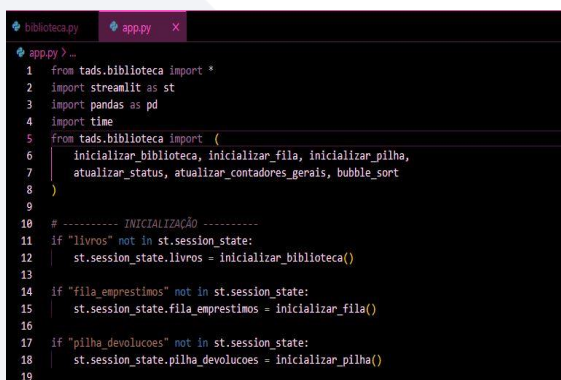 biblioteca.py app.py X
app.py > ...
1 from tads.biblioteca import *
2 import streamlit as st
3 import pandas as pd
4 import time
5 from tads.biblioteca import (
6 inicializar_biblioteca, inicializar_fila, inicializar_pilha,
7 atualizar_status, atualizar_contadores_gerais, bubble_sort
8 )
9
10 # ---------- INICIALIZAÇÃO ----------
11 if "livros" not in st.session_state:
12 st.session_state.livros = inicializar_biblioteca()
13
14 if "fila_emprestimos" not in st.session_state:
15 st.session_state.fila_emprestimos = inicializar_fila()
16
17 if "pilha_devolucoes" not in st.session_state:
18 st.session_state.pilha_devolucoes = inicializar_pilha()
19